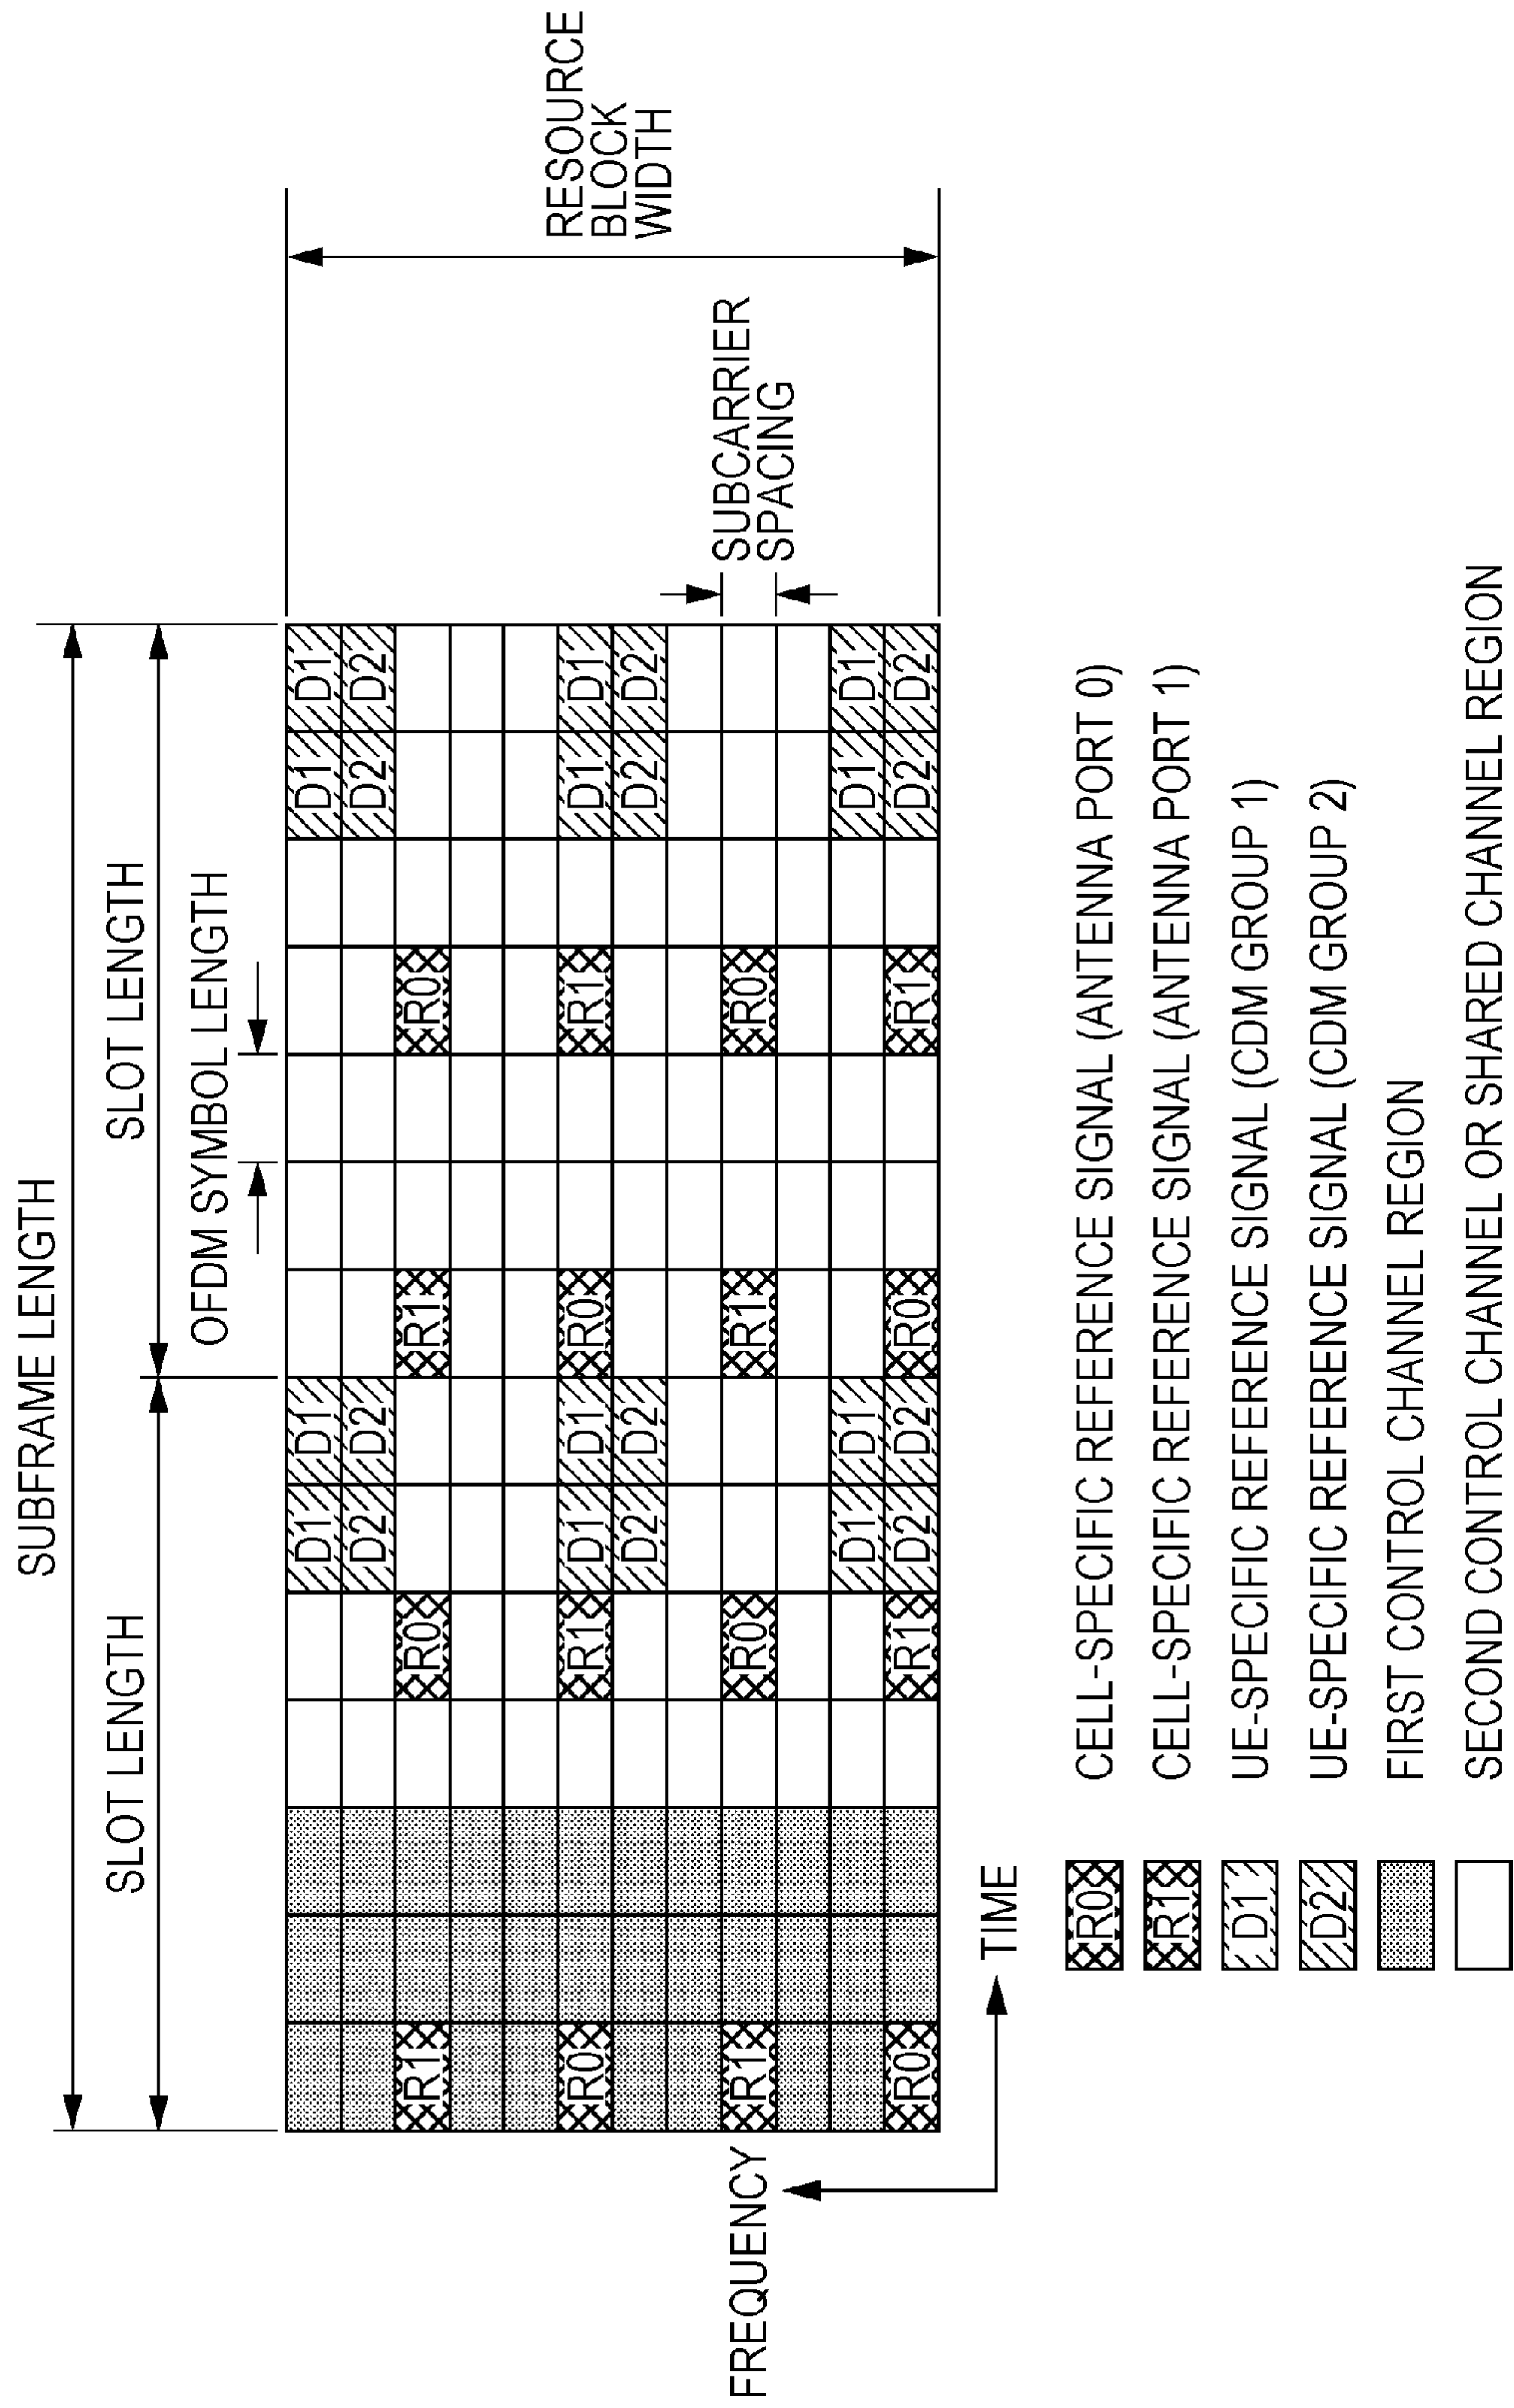 SUBFRAME LENGTH
SLOT LENGTH SLOT LENGTH
OFDM SYMBOL LENGTH
D1 D1 D1 D1
D2 D2 D2 D2
R1 R0 R1 R0
R0 R1 D1 D1 R0 R1 D1 D1
D2 D2 D2 D2
R1 R0 R1 R0
D1 D1 D1 D1
R0 R1 D2 D2 R0 R1 D2 D2
RESOURCE
BLOCK
WIDTH
SUBCARRIER
SPACING
FREQUENCY
TIME
R0 CELL-SPECIFIC REFERENCE SIGNAL (ANTENNA PORT 0)
R1 CELL-SPECIFIC REFERENCE SIGNAL (ANTENNA PORT 1)
D1 UE-SPECIFIC REFERENCE SIGNAL (CDM GROUP 1)
D2 UE-SPECIFIC REFERENCE SIGNAL (CDM GROUP 2)
FIRST CONTROL CHANNEL REGION
SECOND CONTROL CHANNEL OR SHARED CHANNEL REGION